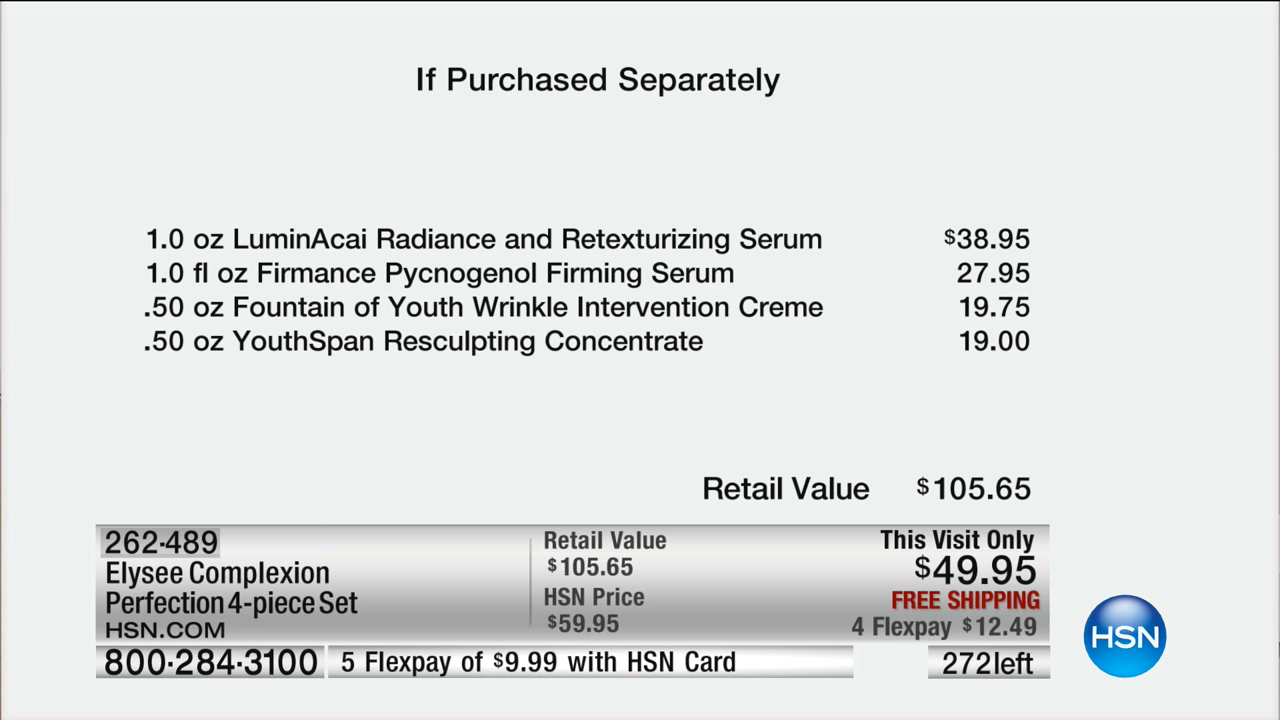 If Purchased Separately
1.0 oz LuminAcai Radiance and Retexturizing Serum $38.95
1.0 fl oz Firmance Pycnogenol Firming Serum 27.95
.50 oz Fountain of Youth Wrinkle Intervention Creme 19.75
.50 oz YouthSpan Resculpting Concentrate 19.00
Retail Value $105.65
262-489
Elysee Complexion
Perfection 4-piece Set
HSN.COM
Retail Value
$105.65
HSN Price
$59.95
This Visit Only
$49.95
FREE SHIPPING
4 Flexpay $12.49
800-284-3100
5 Flexpay of $9.99 with HSN Card
272 left
HSN